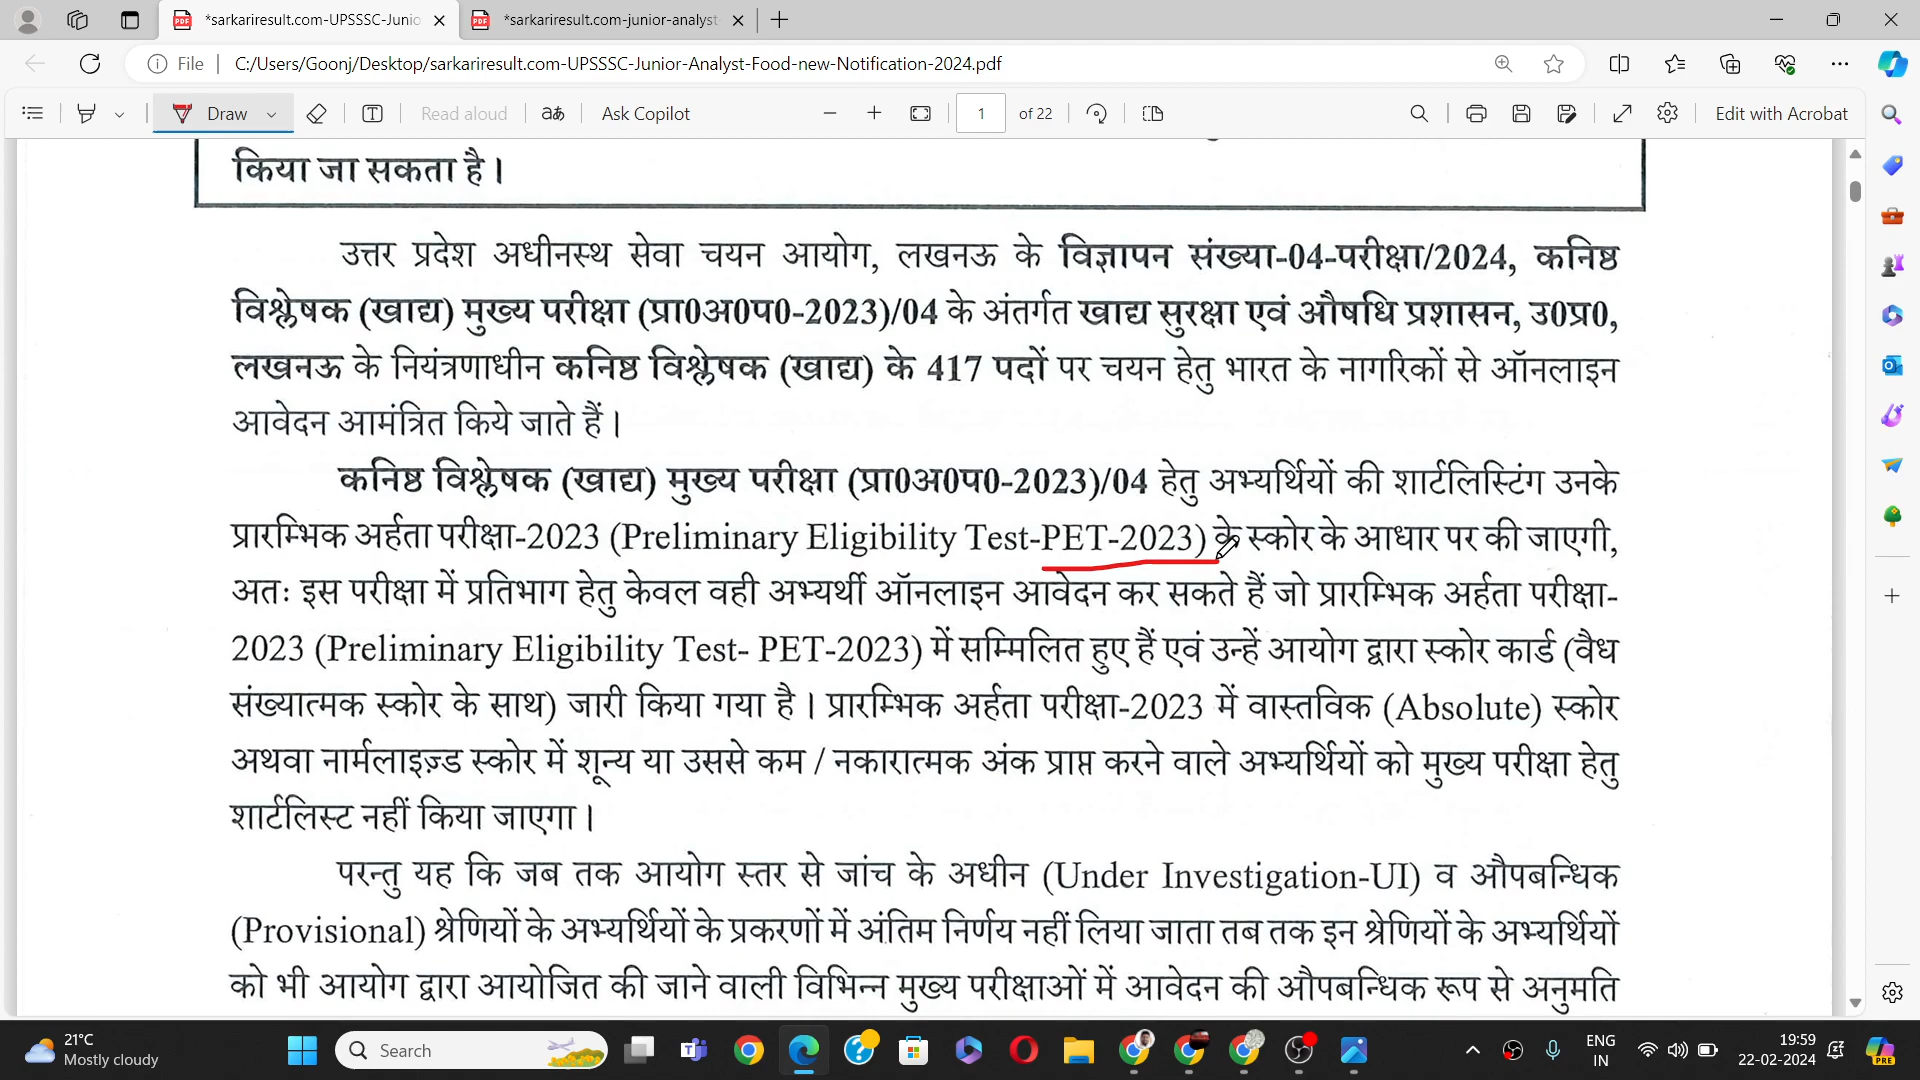 *sarkariresult.com-UPSSSC-Junio
*sarkariresult.com-junior-analyst
File
C:/Users/Goonj/Desktop/sarkariresult.com-UPSSSC-Junior-Analyst-Food-new-Notification-2024.pdf
Draw
Read aloud
aあ
Ask Copilot
1
of 22
Edit with Acrobat
किया जा सकता है।
उत्तर प्रदेश अधीनस्थ सेवा चयन आयोग, लखनऊ के विज्ञापन संख्या-04-परीक्षा/2024, कनिष्ठ
विश्लेषक (खाद्य) मुख्य परीक्षा (प्रा0अ0प0-2023)/04 के अंतर्गत खाद्य सुरक्षा एवं औषधि प्रशासन, उ0प्र0,
लखनऊ के नियंत्रणाधीन कनिष्ठ विश्लेषक (खाद्य) के 417 पदों पर चयन हेतु भारत के नागरिकों से ऑनलाइन
आवेदन आमंत्रित किये जाते हैं।
कनिष्ठ विश्लेषक (खाद्य) मुख्य परीक्षा (प्रा0अ0प0-2023)/04 हेतु अभ्यर्थियों की शार्टलिस्टिंग उनके
प्रारम्भिक अर्हता परीक्षा-2023 (Preliminary Eligibility Test-PET-2023) के स्कोर के आधार पर की जाएगी,
अतः इस परीक्षा में प्रतिभाग हेतु केवल वही अभ्यर्थी ऑनलाइन आवेदन कर सकते हैं जो प्रारम्भिक अर्हता परीक्षा-
2023 (Preliminary Eligibility Test- PET-2023) में सम्मिलित हुए हैं एवं उन्हें आयोग द्वारा स्कोर कार्ड (वैध
संख्यात्मक स्कोर के साथ) जारी किया गया है। प्रारम्भिक अर्हता परीक्षा-2023 में वास्तविक (Absolute) स्कोर
अथवा नार्मलाइज़्ड स्कोर में शून्य या उससे कम / नकारात्मक अंक प्राप्त करने वाले अभ्यर्थियों को मुख्य परीक्षा हेतु
शार्टलिस्ट नहीं किया जाएगा।
परन्तु यह कि जब तक आयोग स्तर से जांच के अधीन (Under Investigation-UI) व औपबन्धिक
(Provisional) श्रेणियों के अभ्यर्थियों के प्रकरणों में अंतिम निर्णय नहीं लिया जाता तब तक इन श्रेणियों के अभ्यर्थियों
को भी आयोग द्वारा आयोजित की जाने वाली विभिन्न मुख्य परीक्षाओं में आवेदन की औपबन्धिक रूप से अनुमति
21°C
Mostly cloudy
Search
ENG
IN
19:59
22-02-2024
PRE